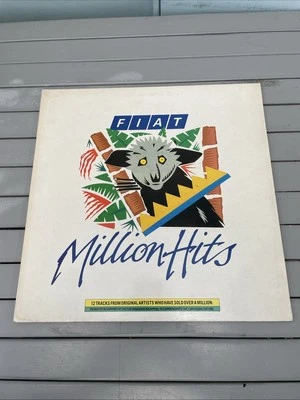 FIAT
Million Hits
12 TRACKS FROM ORIGINAL ARTISTS WHO HAVE SOLD OVER A MILLION.